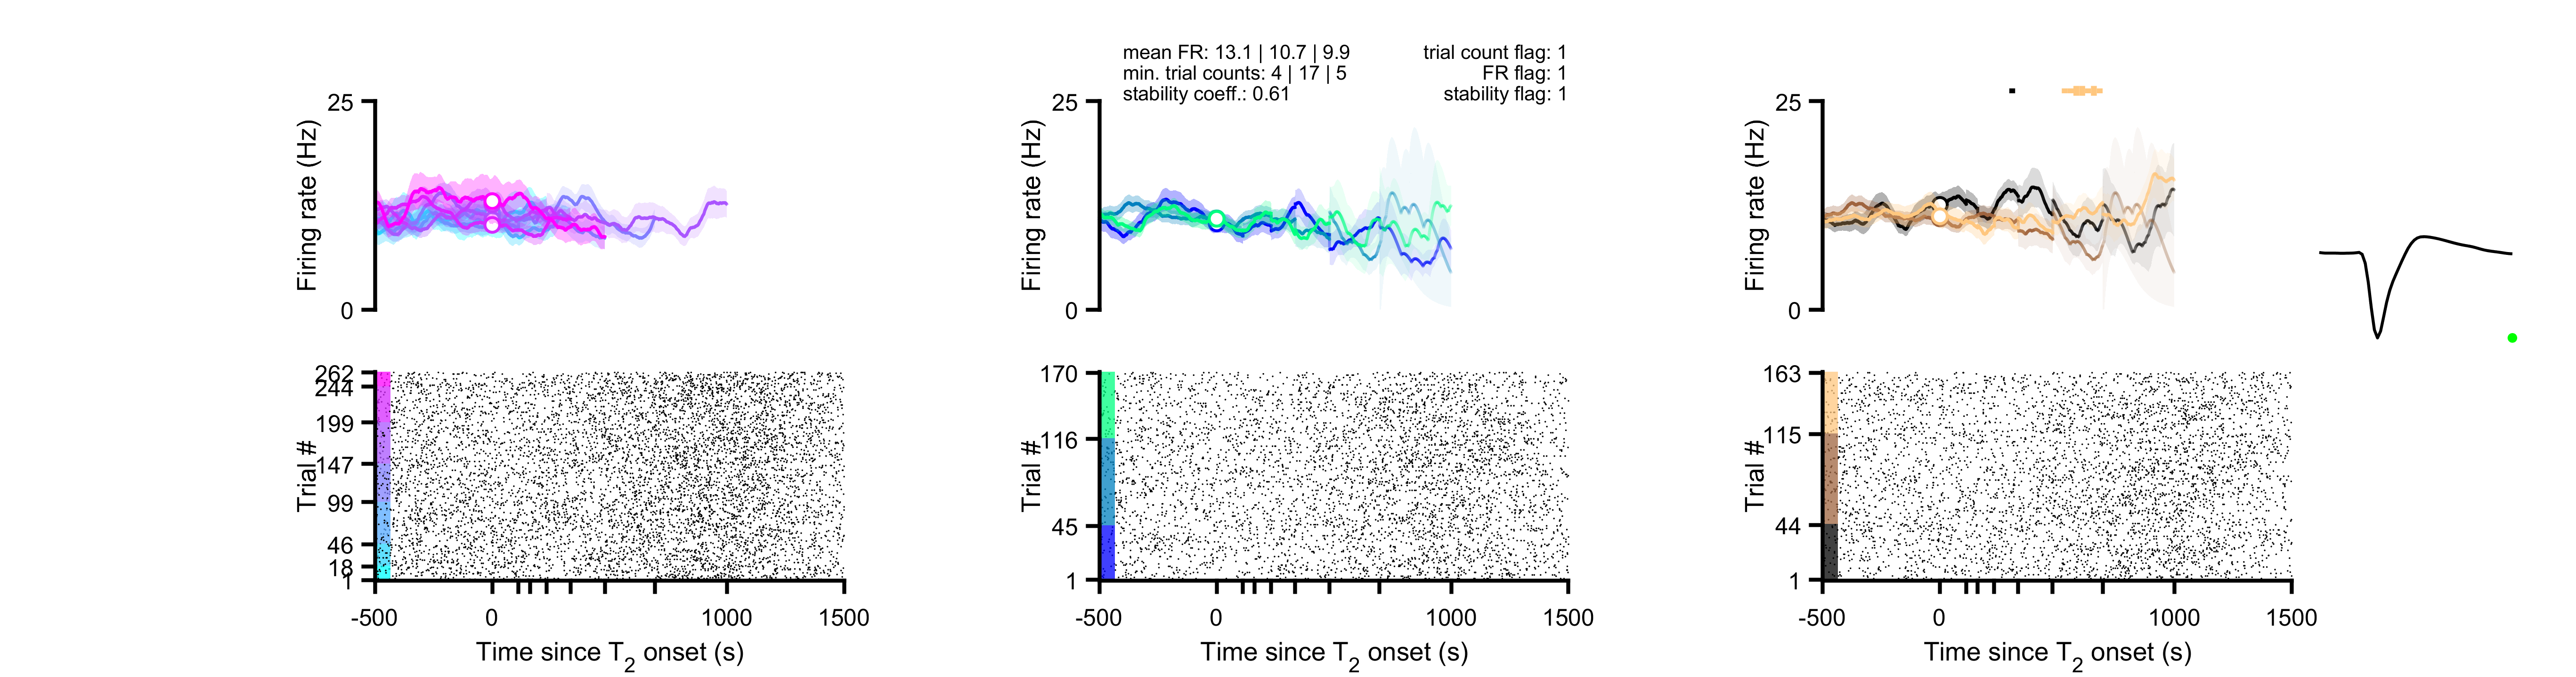 mean FR: 13.1 | 10.7 | 9.9
min. trial counts: 4 | 17 | 5
stability coeff.: 0.61
trial count flag: 1
FR flag: 1
stability flag: 1
25
Firing rate (Hz)
0
25
Firing rate (Hz)
0
25
Firing rate (Hz)
0
262
244
199
147
99
46
18
1
Trial #
-500 0 1000 1500
Time since T2 onset (s)
170
116
45
1
Trial #
-500 0 1000 1500
Time since T2 onset (s)
163
115
44
1
Trial #
-500 0 1000 1500
Time since T2 onset (s)